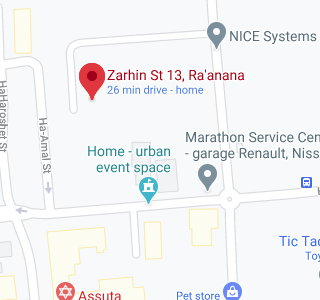 NICE Systems
Zarhin St 13, Ra'anana
26 min drive - home
HaHaroshet St
Ha-Amal St
Marathon Service Cen
- garage Renault, Niss
Home - urban
event space
Tic Tac
Toy
Assuta
Pet store